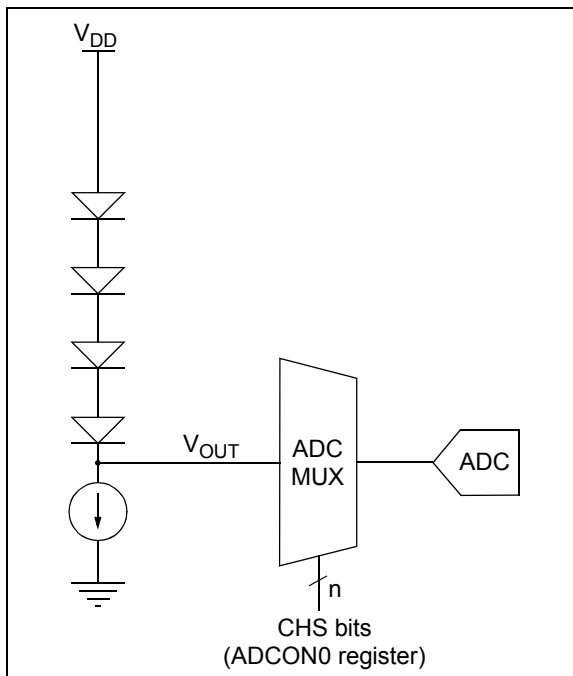 VDD
VOUT
ADC
MUX
ADC
n
CHS bits
(ADCON0 register)